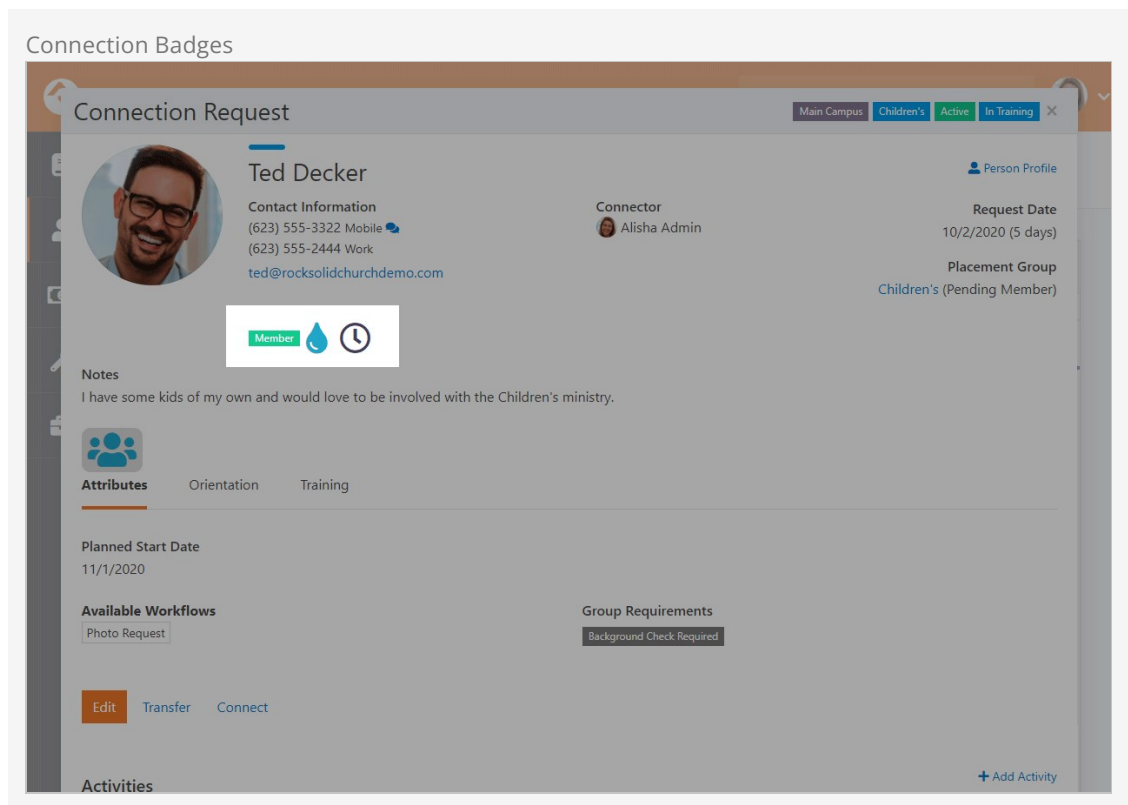 Connection Badges
Connection Request
Main Campus Children's Active In Training ×
Ted Decker
Person Profile
Contact Information
(623) 555-3322 Mobile
(623) 555-2444 Work
ted@rocksolidchurchdemo.com
Connector
Alisha Admin
Request Date
10/2/2020 (5 days)
Placement Group
Children's (Pending Member)
Member
Notes
I have some kids of my own and would love to be involved with the Children's ministry.
Attributes Orientation Training
Planned Start Date
11/1/2020
Available Workflows
Photo Request
Group Requirements
Background Check Required
Edit Transfer Connect
Activities
+ Add Activity